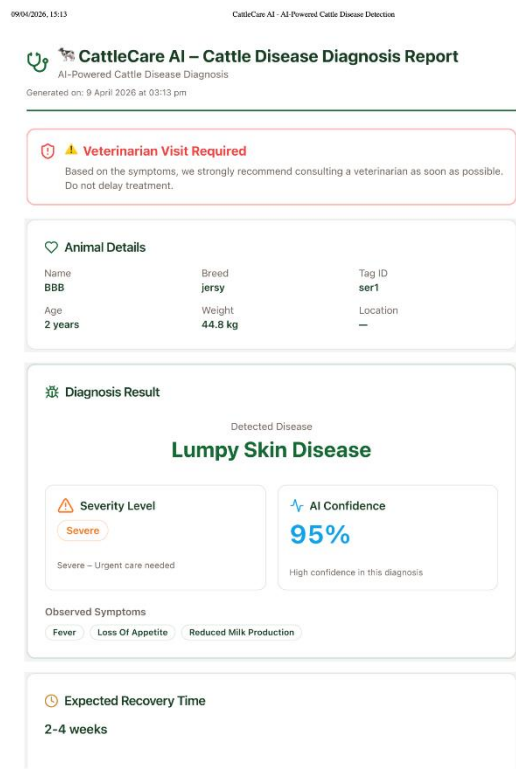 09/04/2026, 15:13 CattleCare AI - AI-Powered Cattle Disease Detection
🐄 CattleCare AI – Cattle Disease Diagnosis Report
AI-Powered Cattle Disease Diagnosis
Generated on: 9 April 2026 at 03:13 pm
⚠️ Veterinarian Visit Required
Based on the symptoms, we strongly recommend consulting a veterinarian as soon as possible.
Do not delay treatment.
Animal Details
Name Breed Tag ID
BBB jersy ser1
Age Weight Location
2 years 44.8 kg —
Diagnosis Result
Detected Disease
Lumpy Skin Disease
Severity Level AI Confidence
Severe 95%
Severe – Urgent care needed High confidence in this diagnosis
Observed Symptoms
Fever Loss Of Appetite Reduced Milk Production
Expected Recovery Time
2-4 weeks